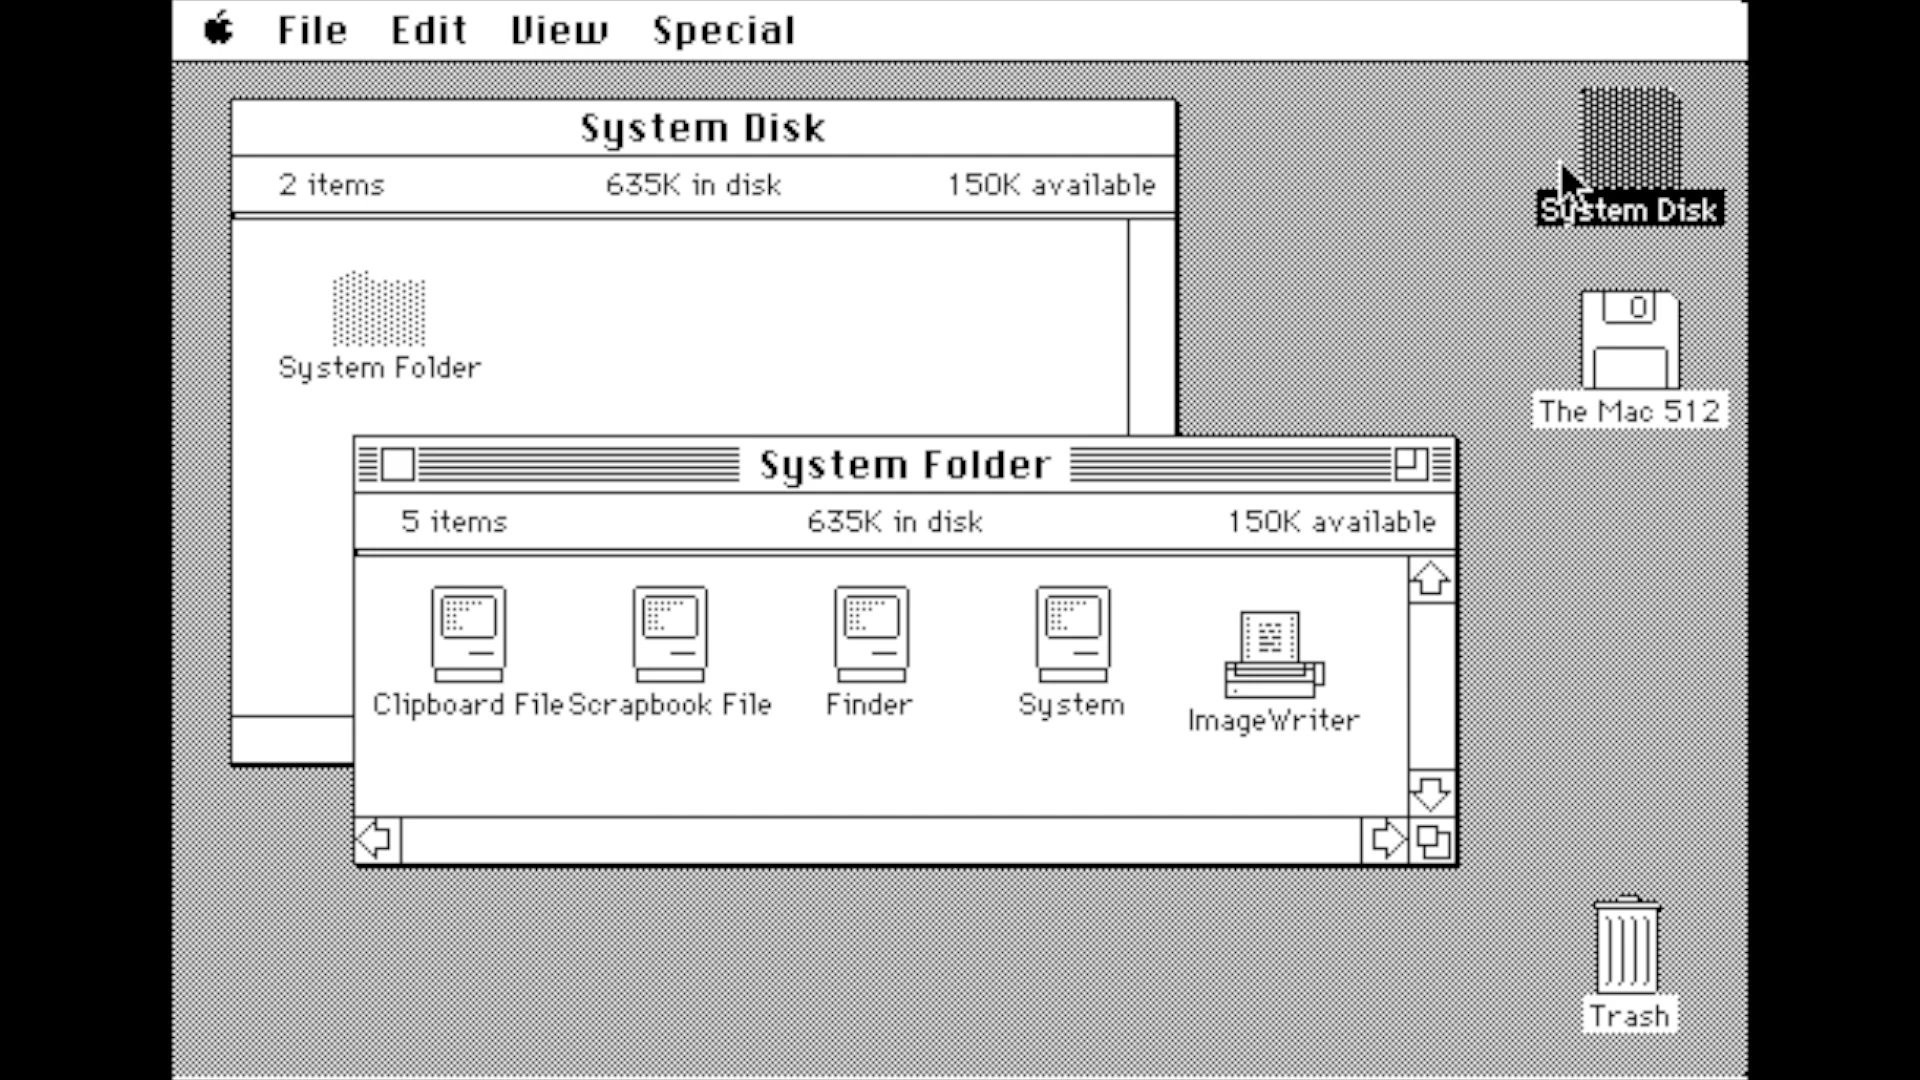 File Edit View Special
System Disk
2 items 635K in disk 150K available
System Folder
System Disk
The Mac 512
System Folder
5 items 635K in disk 150K available
Clipboard File Scrapbook File Finder System ImageWriter
Trash